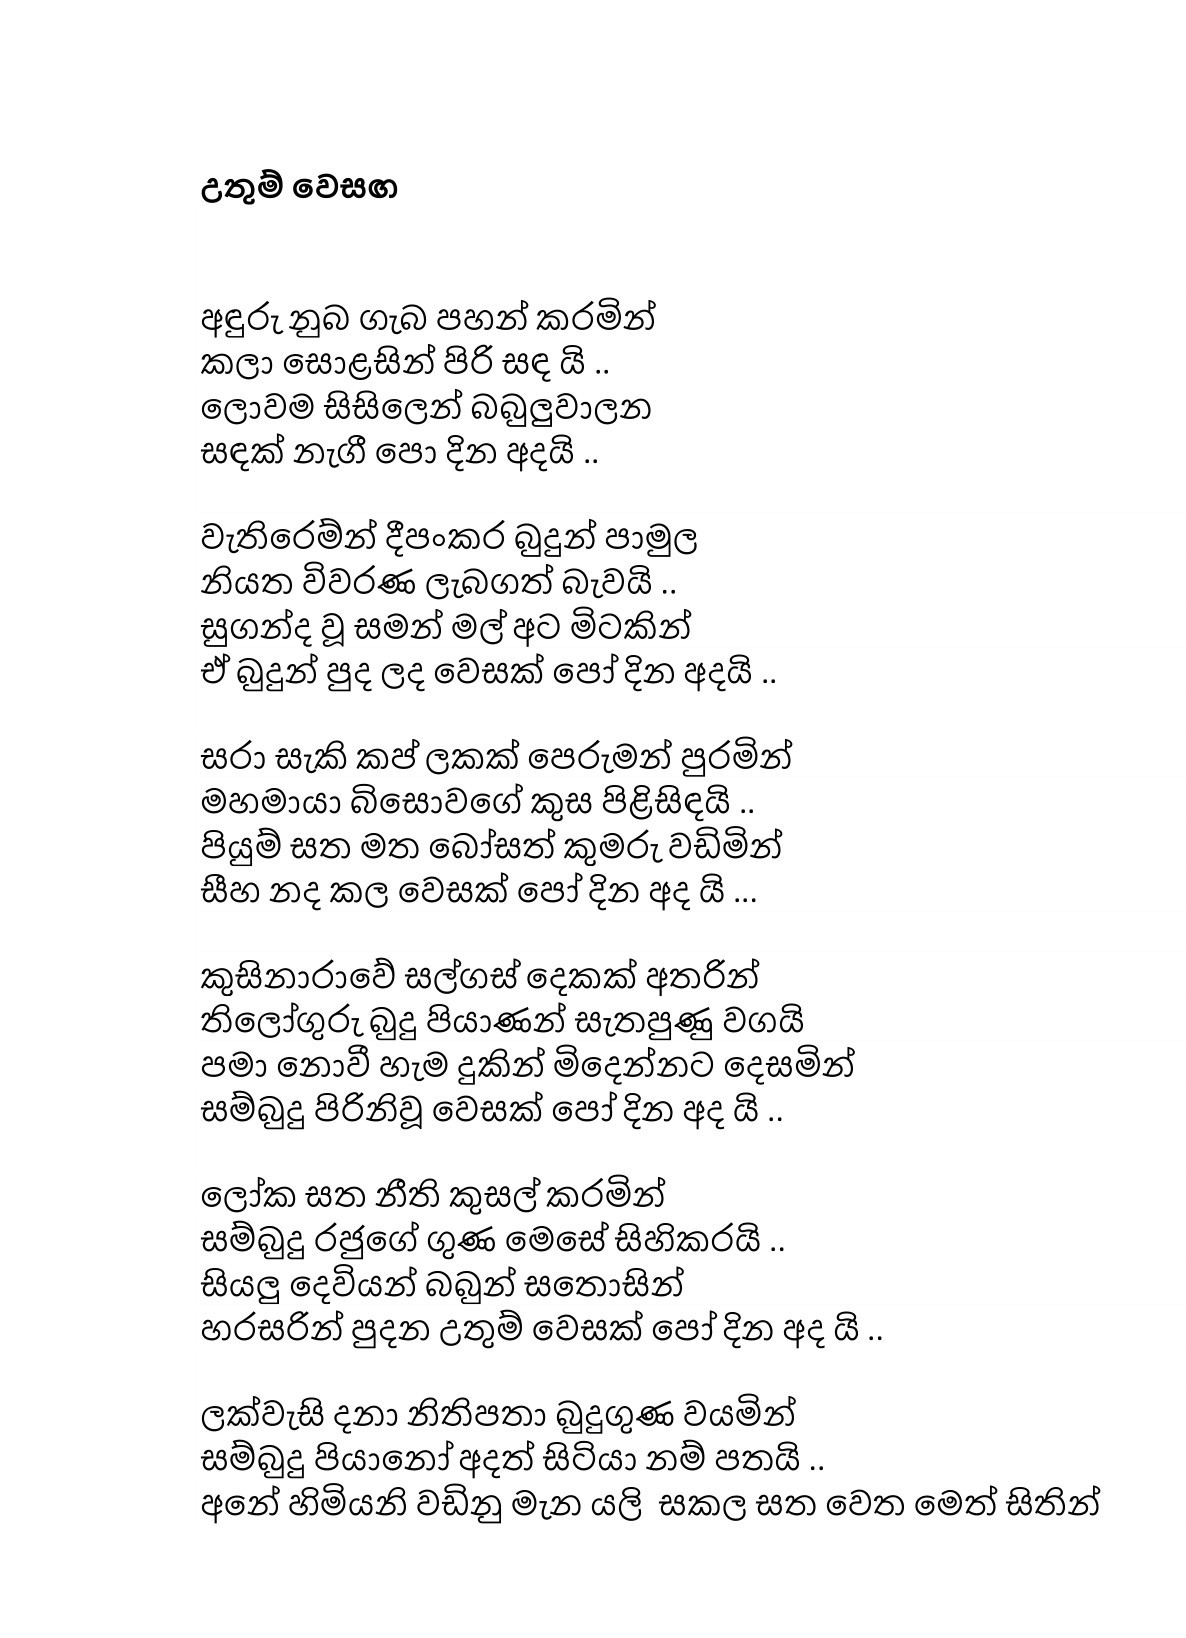 උතුම් වෙසඟ
අඳුරු නුබ ගැබ පහන් කරමින්
කලා සොළසින් පිරි සඳ යි ..
ලොවම සිසිලෙන් බබුලුවාලන
සඳක් නැගී පො දින අදයි ..
වැතිරෙම්න් දීපංකර බුදුන් පාමුල
නියත විවරණ ලැබගත් බැවයි ..
සුගන්ද වූ සමන් මල් අට මිටකින්
ඒ බුදුන් පුද ලද වෙසක් පෝ දින අදයි ..
සරා සැකි කප් ලකක් පෙරුමන් පුරමින්
මහමායා බිසොවගේ කුස පිළිසිඳයි ..
පියුම් සත මත බෝසත් කුමරු වඩිමින්
සීහ නද කල වෙසක් පෝ දින අද යි ...
කුසිනාරාවේ සල්ගස් දෙකක් අතරින්
තිලෝගුරු බුදු පියාණන් සැතපුණු වගයි
පමා නොවී හැම දුකින් මිදෙන්නට දෙසමින්
සම්බුදු පිරිනිවූ වෙසක් පෝ දින අද යි ..
ලෝක සත නීති කුසල් කරමින්
සම්බුදු රජුගේ ගුණ මෙසේ සිහිකරයි ..
සියලු දෙවියන් බබුන් සතොසින්
හරසරින් පුදන උතුම් වෙසක් පෝ දින අද යි ..
ලක්වැසි දනා නිතිපතා බුදුගුණ වයමින්
සම්බුදු පියානෝ අදත් සිටියා නම් පතයි ..
අනේ හිමියනි වඩිනු මැන යලි  සකල සත වෙත මෙත් සිතින්